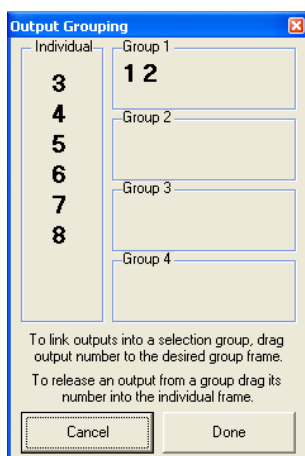 Output Grouping
Individual
3
4
5
6
7
8
Group 1
1 2
Group 2
Group 3
Group 4
To link outputs into a selection group, drag
output number to the desired group frame.
To release an output from a group drag its
number into the individual frame.
Cancel
Done